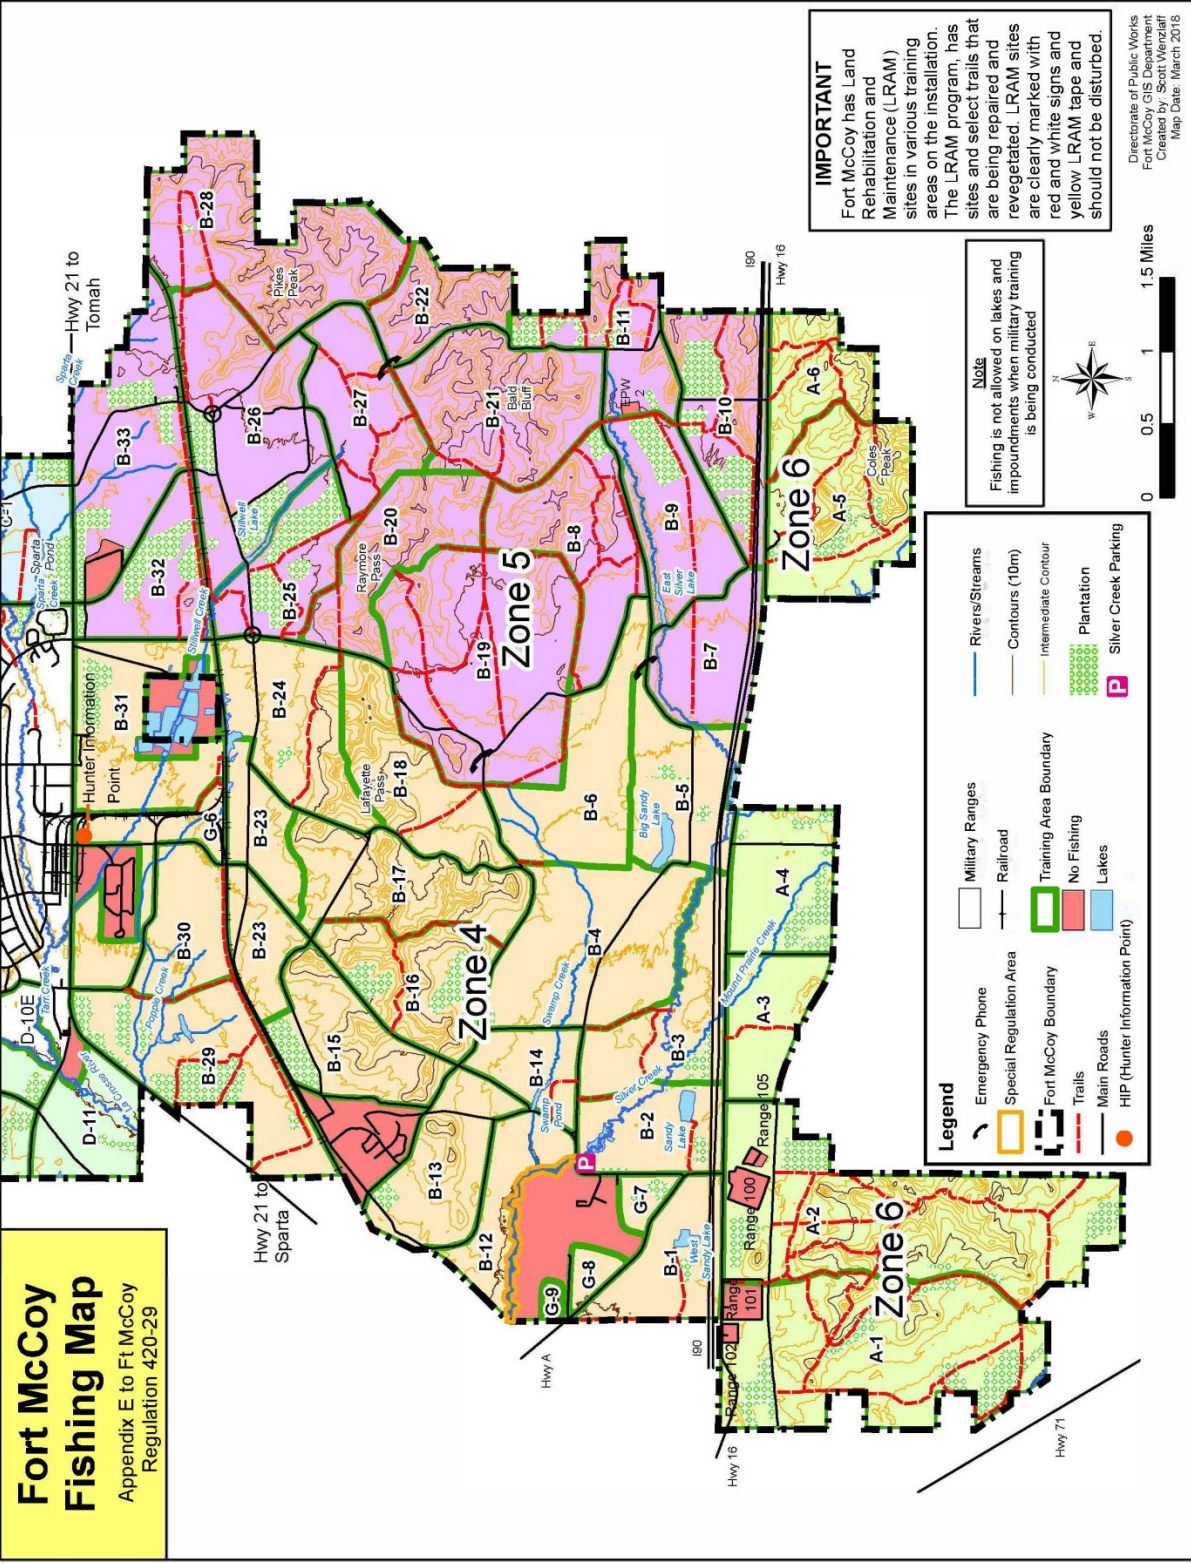 Fort McCoy
Fishing Map
Appendix E to Ft McCoy
Regulation 420-29
Hwy 21 to
Tomah
Sparta
Creek
Sparta
Pond
Sparta
Creek
Hunter Information
Point
D-10E
Tarr Creek
La Crosse River
D-11
Hwy 21 to
Sparta
B-28
Pikes
Peak
B-33
B-26
B-32
Stillwell
Lake
Stillwell Creek
B-25
B-27
B-22
B-31
B-24
G-6
B-23
B-23
B-30
Popple Creek
B-29
B-20
Raymore
Pass
B-21
Bald
Bluff
B-11
EPW
2
B-19
Zone 5
B-8
B-9
B-10
East
Silver
Lake
B-7
Lafayette
Pass
B-18
B-17
B-16
B-15
Zone 4
B-6
Big Sandy
Lake
B-5
B-4
Swamp Creek
B-14
Swamp
Pond
B-3
Silver Creek
B-2
Sandy
Lake
P
B-13
B-12
G-7
G-8
G-9
B-1
West
Sandy Lake
Hwy A
I90
Hwy 16
I90
Hwy 16
A-6
Zone 6
A-5
Coles
Peak
A-4
Mound Prairie Creek
A-3
Range 105
Range 100
Range
101
Range 102
A-2
Zone 6
A-1
Hwy 71
IMPORTANT
Fort McCoy has Land
Rehabilitation and
Maintenance (LRAM)
sites in various training
areas on the installation.
The LRAM program, has
sites and select trails that
are being repaired and
revegetated. LRAM sites
are clearly marked with
red and white signs and
yellow LRAM tape and
should not be disturbed.
Note
Fishing is not allowed on lakes and
impoundments when military training
is being conducted
N
E
S
W
0 0.5 1 1.5 Miles
Legend
Emergency Phone
Special Regulation Area
Fort McCoy Boundary
Trails
Main Roads
HIP (Hunter Information Point)
Military Ranges
Railroad
Training Area Boundary
No Fishing
Lakes
Rivers/Streams
Contours (10m)
Intermediate Contour
Plantation
P Silver Creek Parking
Directorate of Public Works
Fort McCoy GIS Department
Created by: Scott Wenzlaff
Map Date: March 2018